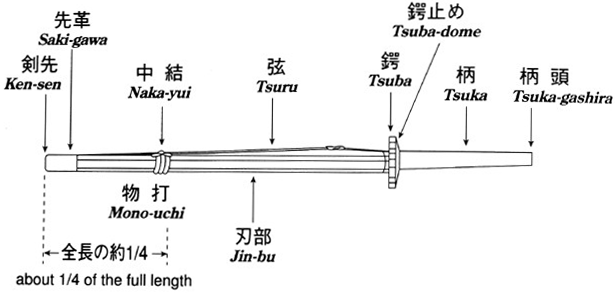 先革
Saki-gawa
剣先
Ken-sen
中結
Naka-yui
弦
Tsuru
鍔
Tsuba
鍔止め
Tsuba-dome
柄
Tsuka
柄頭
Tsuka-gashira
物打
Mono-uchi
刃部
Jin-bu
全長の約1/4
about 1/4 of the full length